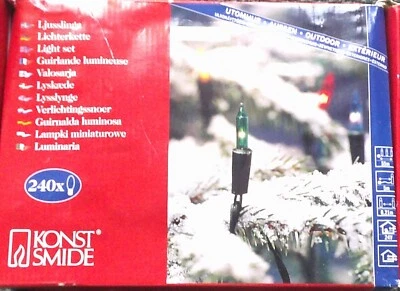 Ljusslinga
Lichterkette
Light set
Guirlande lumineuse
Valosarja
Lyskæde
Lysslynge
Verlichtingssnoer
Guirnalda luminosa
Lampki miniaturowe
Luminaria
240x
KONST®
SMIDE
UTOMHUS · AUSSEN · OUTDOOR · EXTÉRIEUR